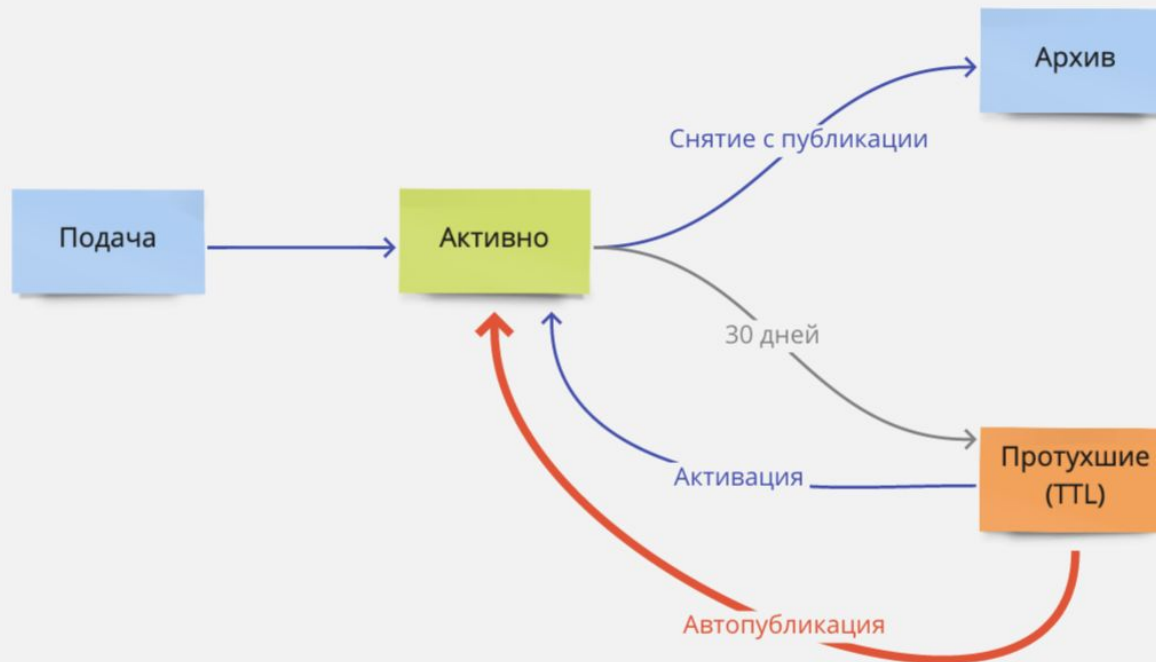 Архив
Снятие с публикации
Подача
Активно
30 дней
Протухшие
(TTL)
Активация
Автопубликация